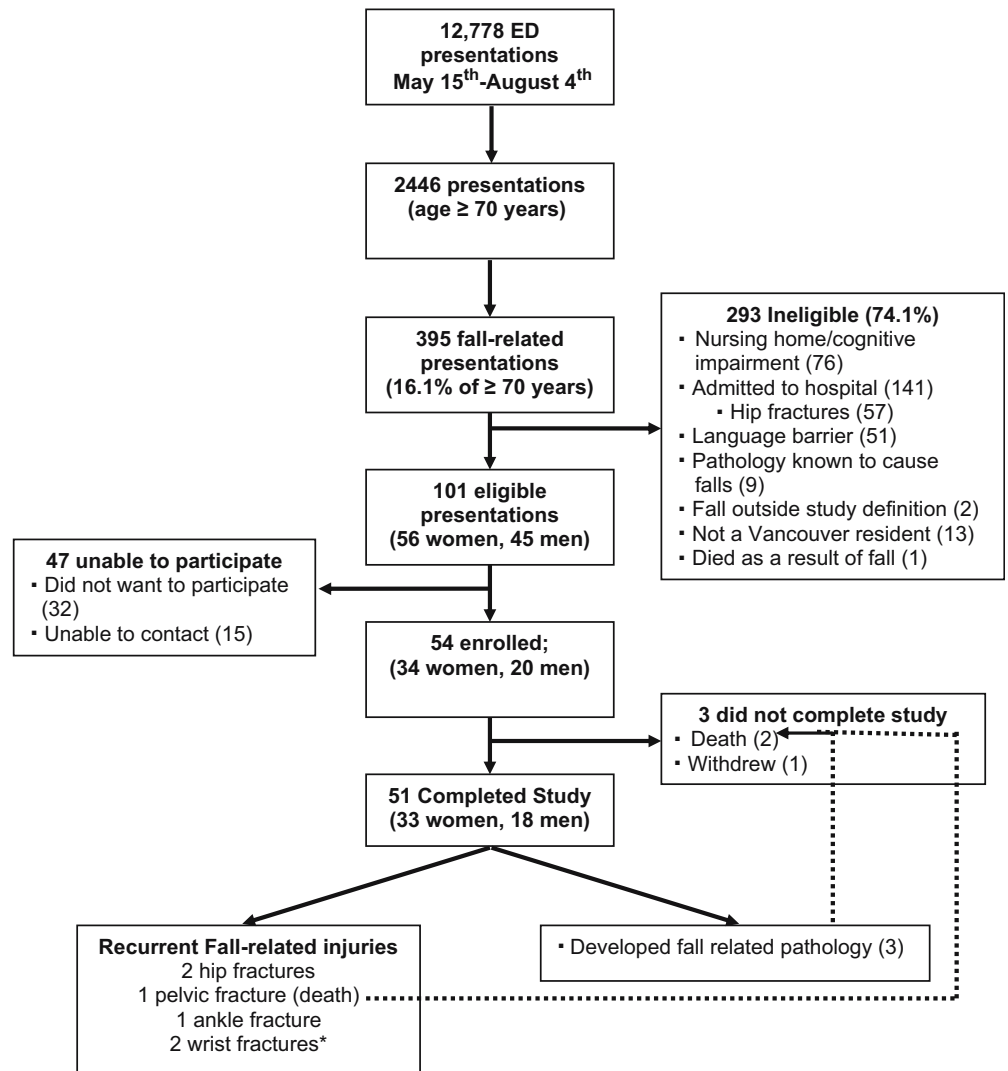 12,778 ED
presentations
May 15th-August 4th
2446 presentations
(age ≥ 70 years)
395 fall-related
presentations
(16.1% of ≥ 70 years)
293 Ineligible (74.1%)
▪ Nursing home/cognitive
impairment (76)
▪ Admitted to hospital (141)
▪ Hip fractures (57)
▪ Language barrier (51)
▪ Pathology known to cause
falls (9)
▪ Fall outside study definition (2)
▪ Not a Vancouver resident (13)
▪ Died as a result of fall (1)
101 eligible
presentations
(56 women, 45 men)
47 unable to participate
▪ Did not want to participate
(32)
▪ Unable to contact (15)
54 enrolled;
(34 women, 20 men)
3 did not complete study
▪ Death (2)
▪ Withdrew (1)
51 Completed Study
(33 women, 18 men)
Recurrent Fall-related injuries
2 hip fractures
1 pelvic fracture (death)
1 ankle fracture
2 wrist fractures*
▪ Developed fall related pathology (3)